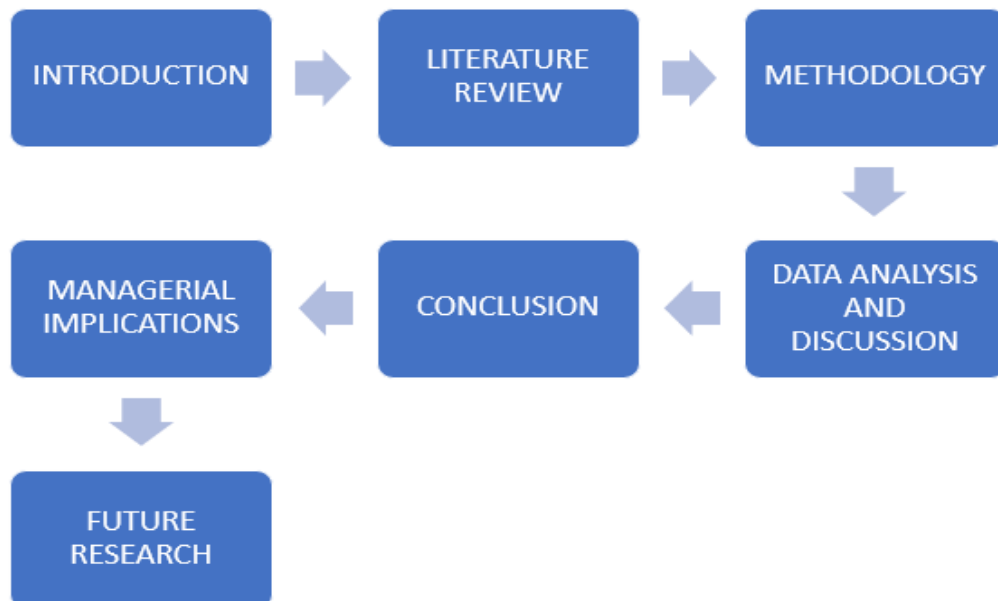 INTRODUCTION
LITERATURE
REVIEW
METHODOLOGY
DATA ANALYSIS
AND
DISCUSSION
CONCLUSION
MANAGERIAL
IMPLICATIONS
FUTURE
RESEARCH